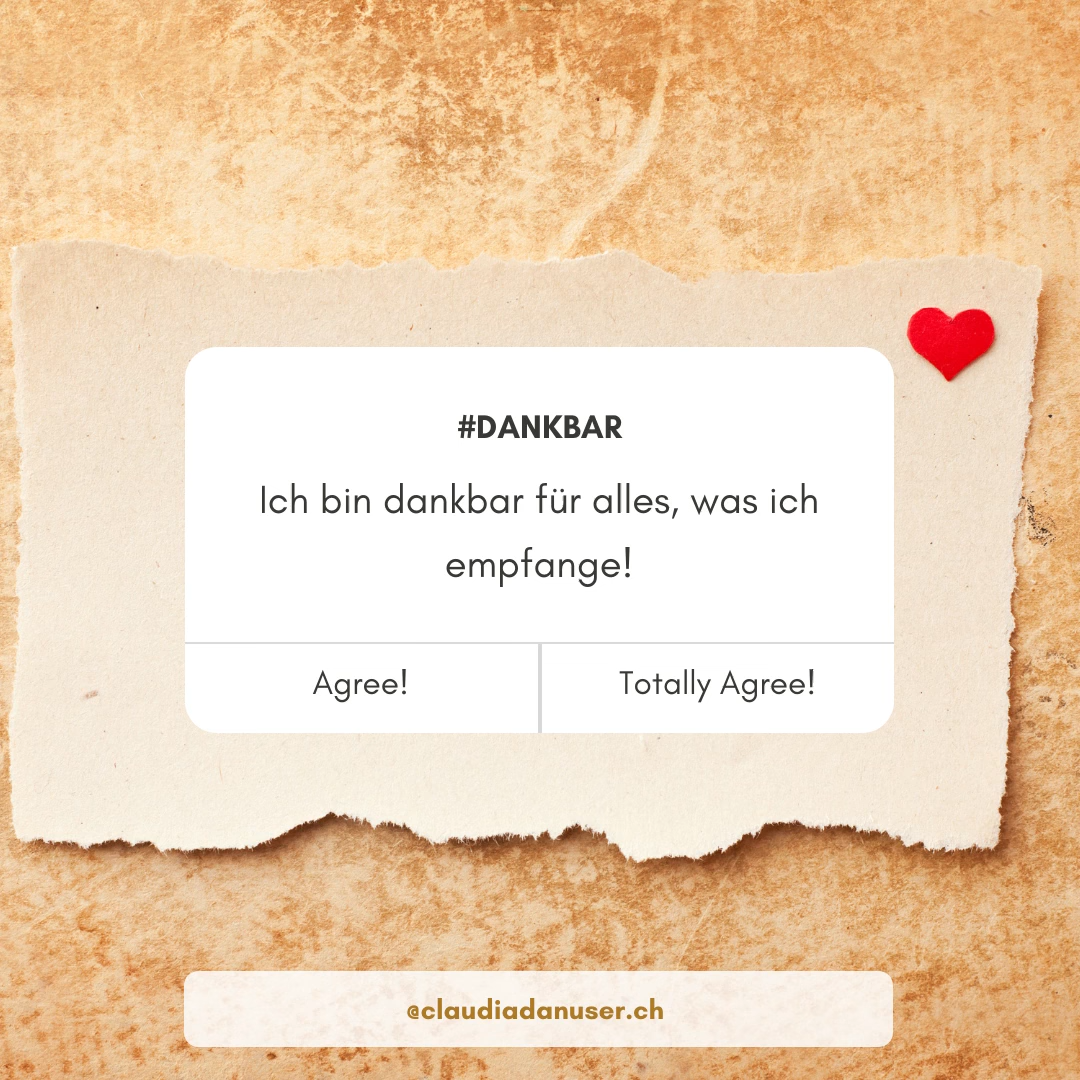 #DANKBAR
Ich bin dankbar für alles, was ich
empfange!
Agree!
Totally Agree!
@claudiadanuser.ch